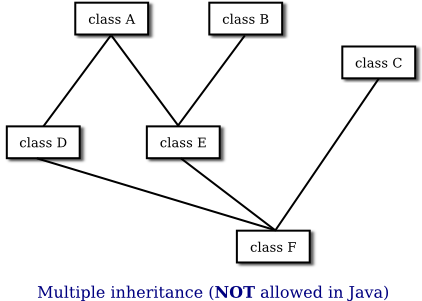 class A
class B
class C
class D
class E
class F
Multiple inheritance (NOT allowed in Java)